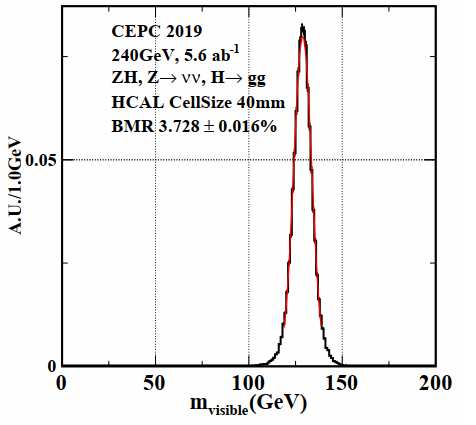 CEPC 2019
240GeV, 5.6 ab⁻¹
ZH, Z→ νν, H→ gg
HCAL CellSize 40mm
BMR 3.728 ± 0.016%
A.U./1.0GeV
0.05
0
0 50 100 150 200
m_visible(GeV)